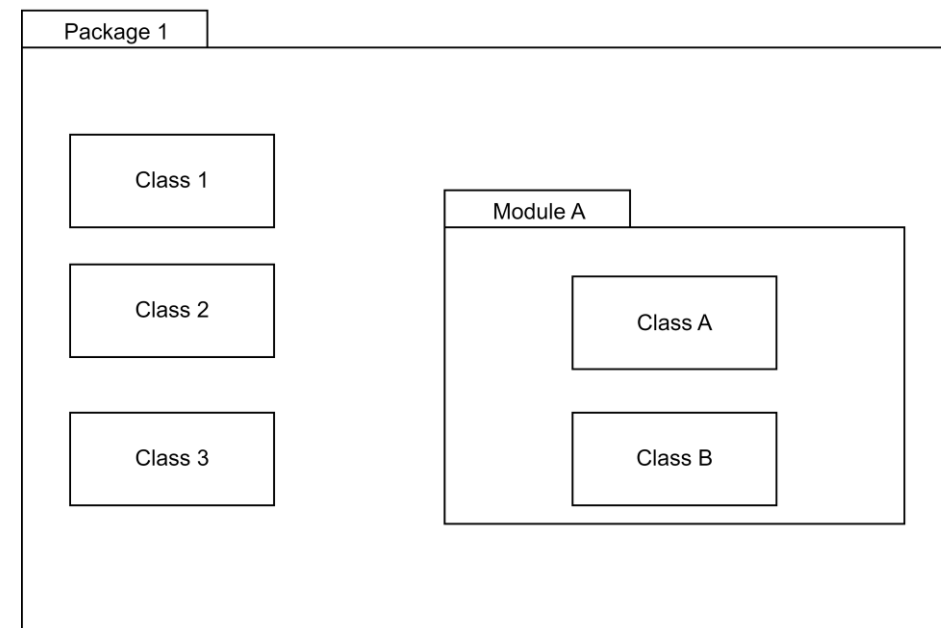 Package 1
Class 1
Class 2
Class 3
Module A
Class A
Class B